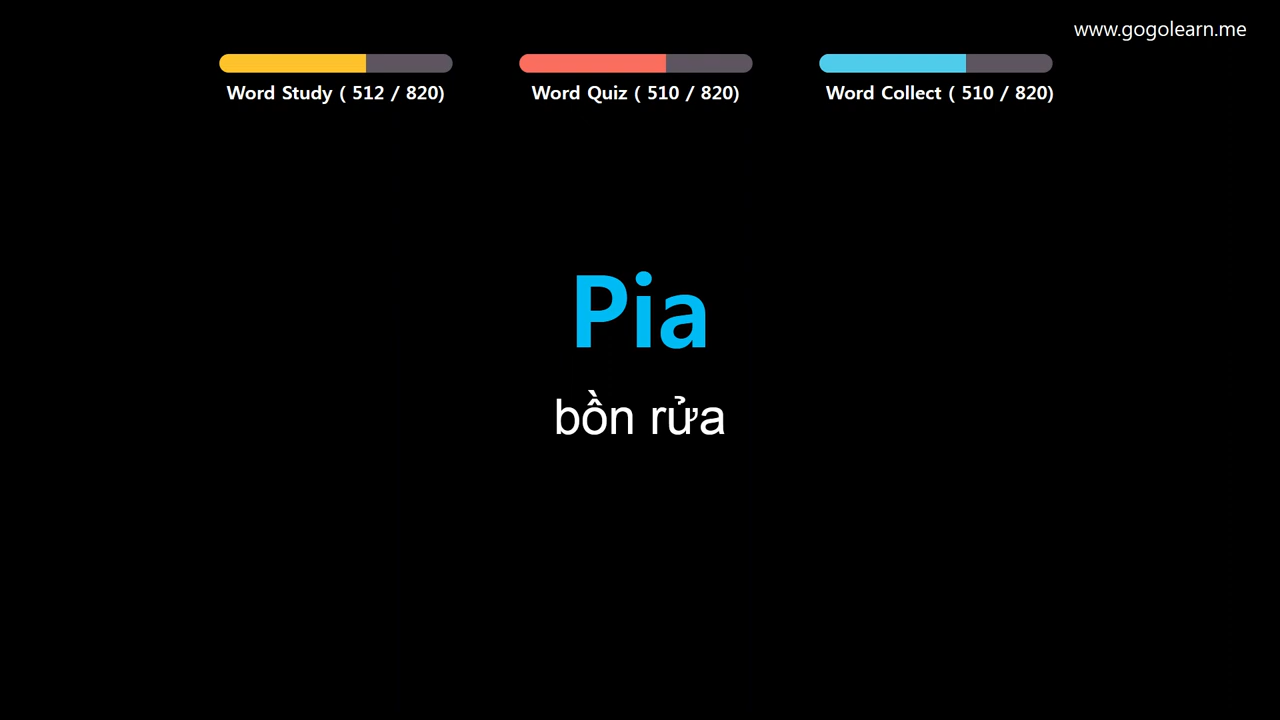 www.gogolearn.me
Word Study ( 512 / 820)
Word Quiz ( 510 / 820)
Word Collect ( 510 / 820)
Pia
bồn rửa